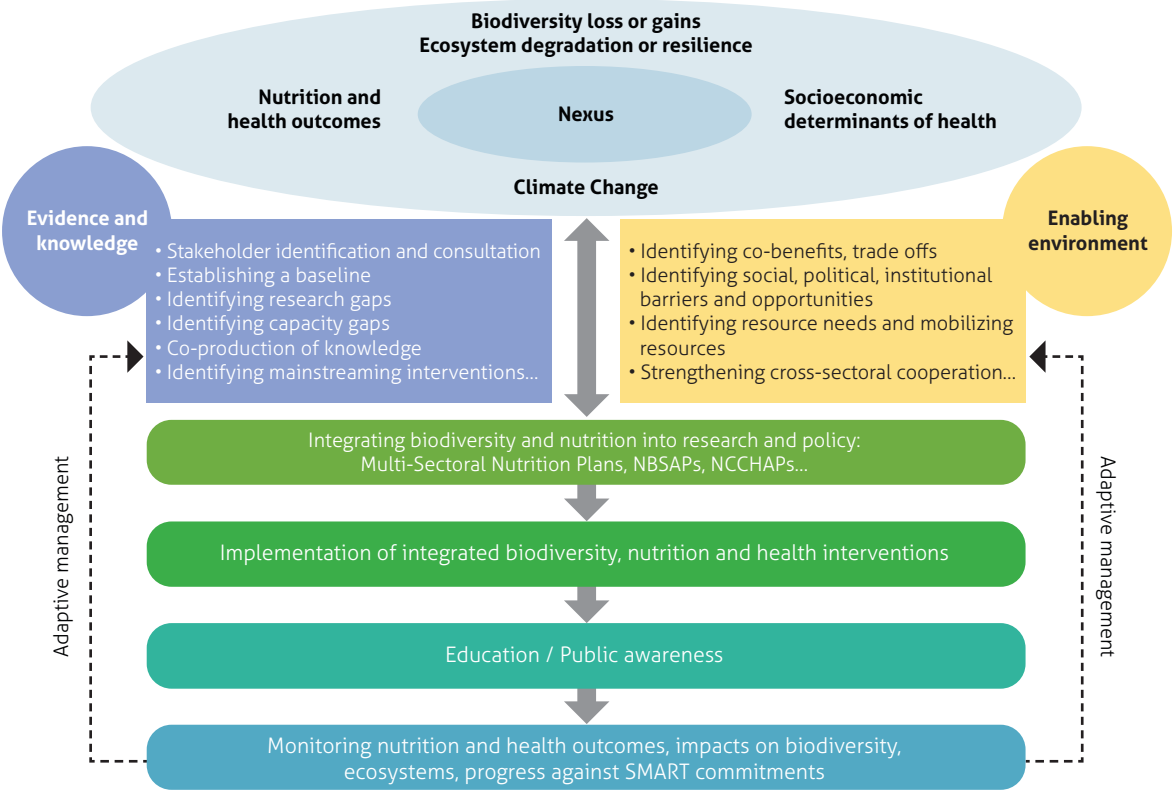 Biodiversity loss or gains
Ecosystem degradation or resilience
Nutrition and
health outcomes
Nexus
Socioeconomic
determinants of health
Climate Change
Evidence and
knowledge
• Stakeholder identification and consultation
• Establishing a baseline
• Identifying research gaps
• Identifying capacity gaps
• Co-production of knowledge
• Identifying mainstreaming interventions...
Enabling
environment
• Identifying co-benefits, trade offs
• Identifying social, political, institutional
barriers and opportunities
• Identifying resource needs and mobilizing
resources
• Strengthening cross-sectoral cooperation...
Integrating biodiversity and nutrition into research and policy:
Multi-Sectoral Nutrition Plans, NBSAPs, NCCHAPs...
Implementation of integrated biodiversity, nutrition and health interventions
Education / Public awareness
Monitoring nutrition and health outcomes, impacts on biodiversity,
ecosystems, progress against SMART commitments
Adaptive management
Adaptive management